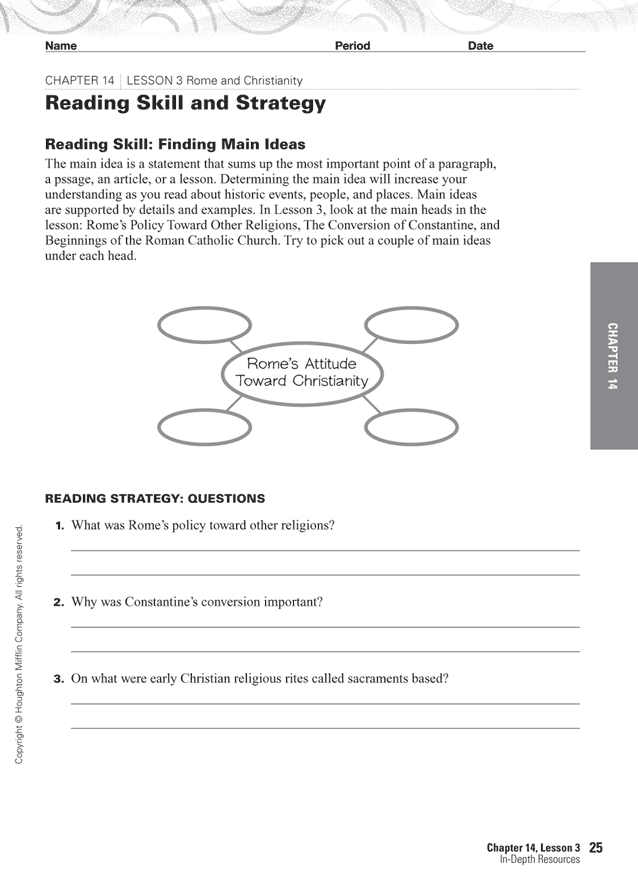 Name Period Date
CHAPTER 14 | LESSON 3 Rome and Christianity
Reading Skill and Strategy
Reading Skill: Finding Main Ideas
The main idea is a statement that sums up the most important point of a paragraph,
a pssage, an article, or a lesson. Determining the main idea will increase your
understanding as you read about historic events, people, and places. Main ideas
are supported by details and examples. In Lesson 3, look at the main heads in the
lesson: Rome's Policy Toward Other Religions, The Conversion of Constantine, and
Beginnings of the Roman Catholic Church. Try to pick out a couple of main ideas
under each head.
Rome's Attitude
Toward Christianity
CHAPTER 14
READING STRATEGY: QUESTIONS
1. What was Rome's policy toward other religions?
2. Why was Constantine's conversion important?
3. On what were early Christian religious rites called sacraments based?
Copyright © Houghton Mifflin Company. All rights reserved.
Chapter 14, Lesson 3 25
In-Depth Resources